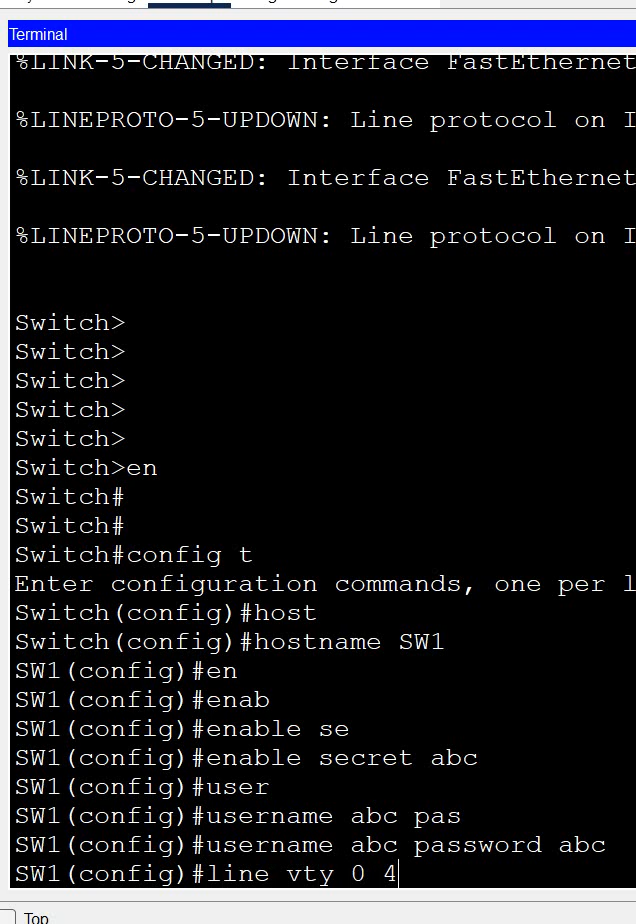 Terminal
%LINK-5-CHANGED: Interface FastEthernet
%LINEPROTO-5-UPDOWN: Line protocol on I
%LINK-5-CHANGED: Interface FastEthernet
%LINEPROTO-5-UPDOWN: Line protocol on I
Switch>
Switch>
Switch>
Switch>
Switch>
Switch>en
Switch#
Switch#
Switch#config t
Enter configuration commands, one per l
Switch(config)#host
Switch(config)#hostname SW1
SW1(config)#en
SW1(config)#enab
SW1(config)#enable se
SW1(config)#enable secret abc
SW1(config)#user
SW1(config)#username abc pas
SW1(config)#username abc password abc
SW1(config)#line vty 0 4
Top